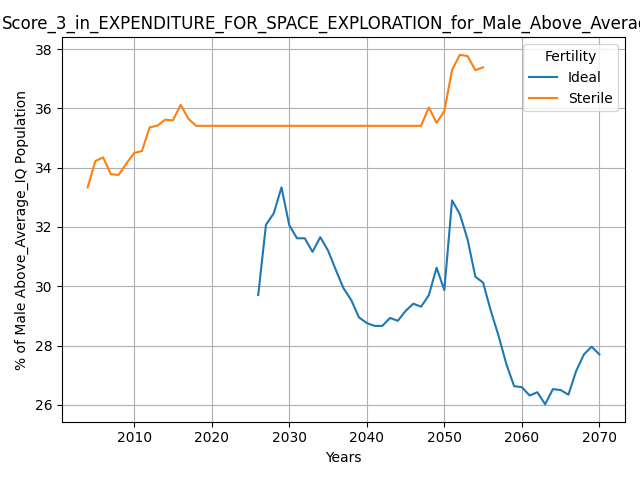 Score_3_in_EXPENDITURE_FOR_SPACE_EXPLORATION_for_Male_Above_Avera
38
36
34
32
30
28
26
% of Male Above_Average_IQ Population
Fertility
Ideal
Sterile
2010 2020 2030 2040 2050 2060 2070
Years